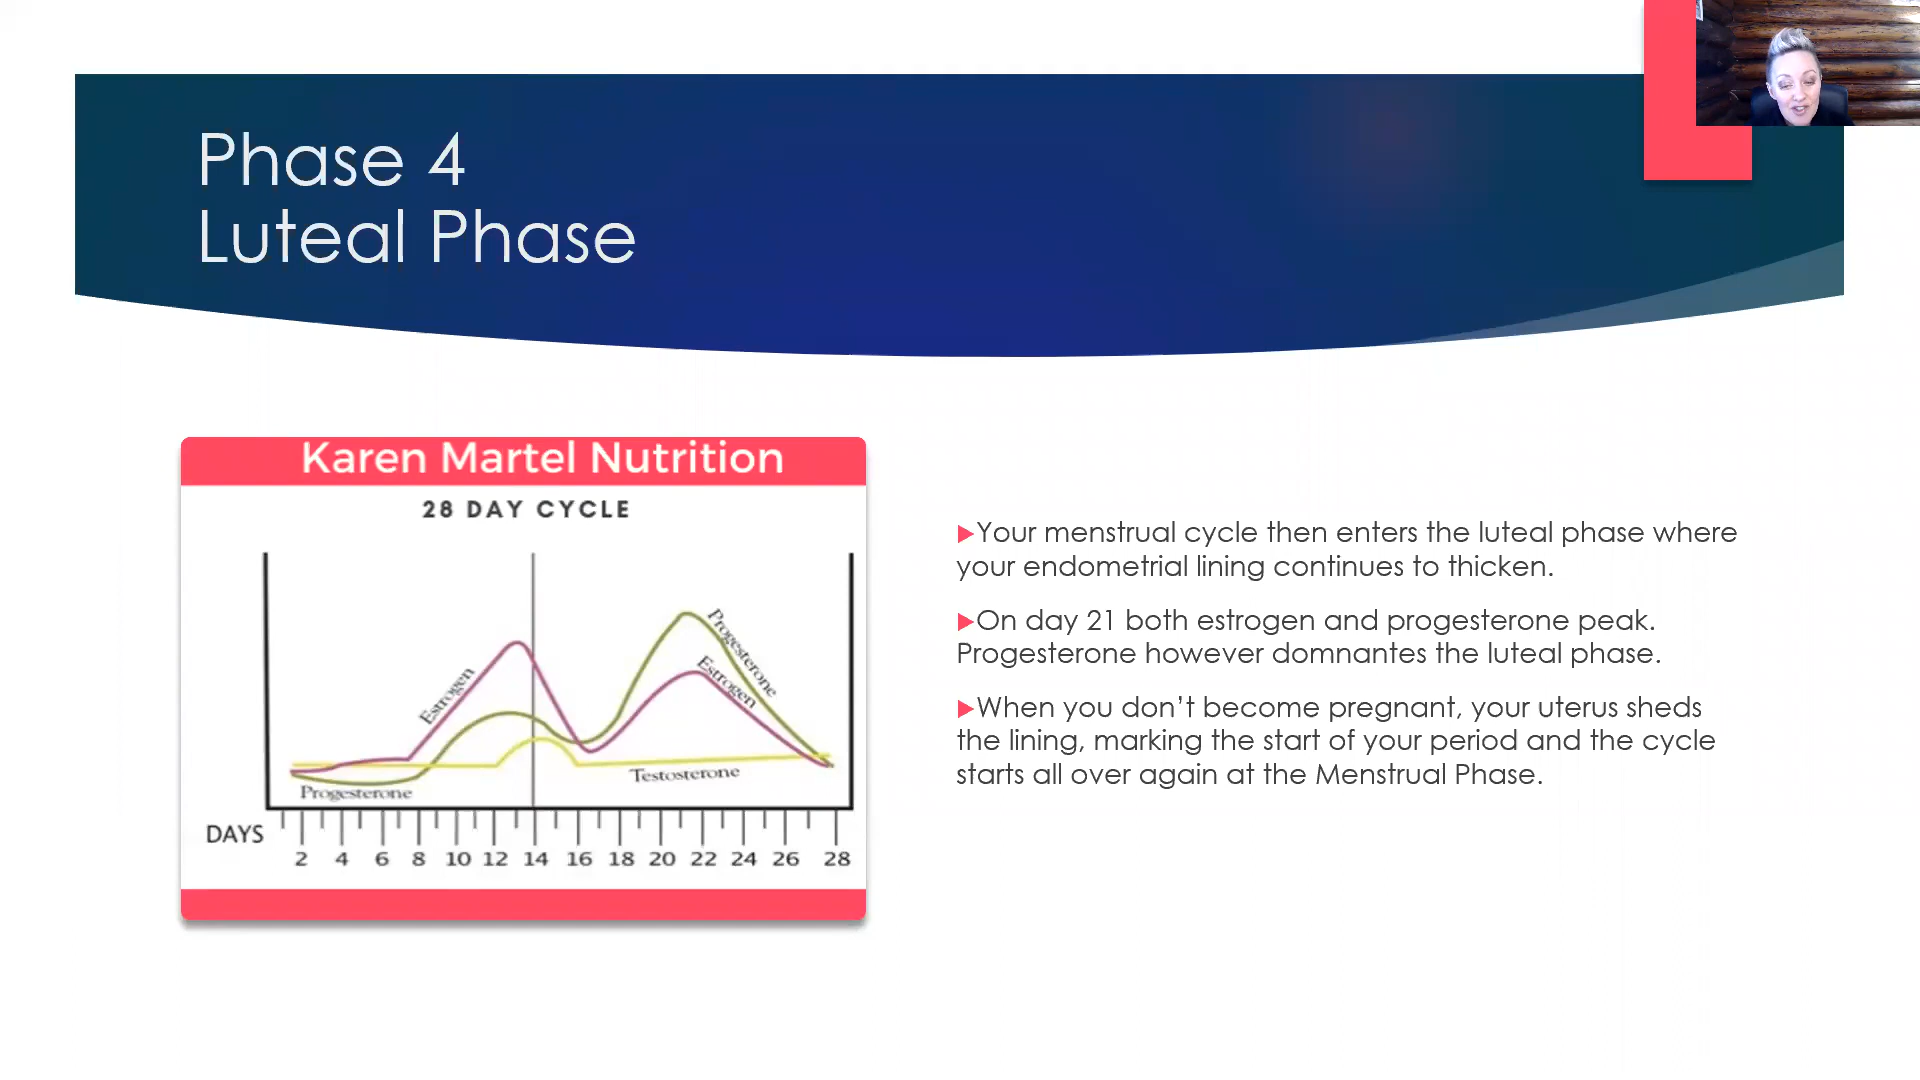 Phase 4
Luteal Phase
Karen Martel Nutrition
28 DAY CYCLE
Estrogen
Progesterone
Estrogen
Testosterone
Progesterone
DAYS
2 4 6 8 10 12 14 16 18 20 22 24 26 28
▶Your menstrual cycle then enters the luteal phase where
your endometrial lining continues to thicken.
▶On day 21 both estrogen and progesterone peak.
Progesterone however domnantes the luteal phase.
▶When you don’t become pregnant, your uterus sheds
the lining, marking the start of your period and the cycle
starts all over again at the Menstrual Phase.